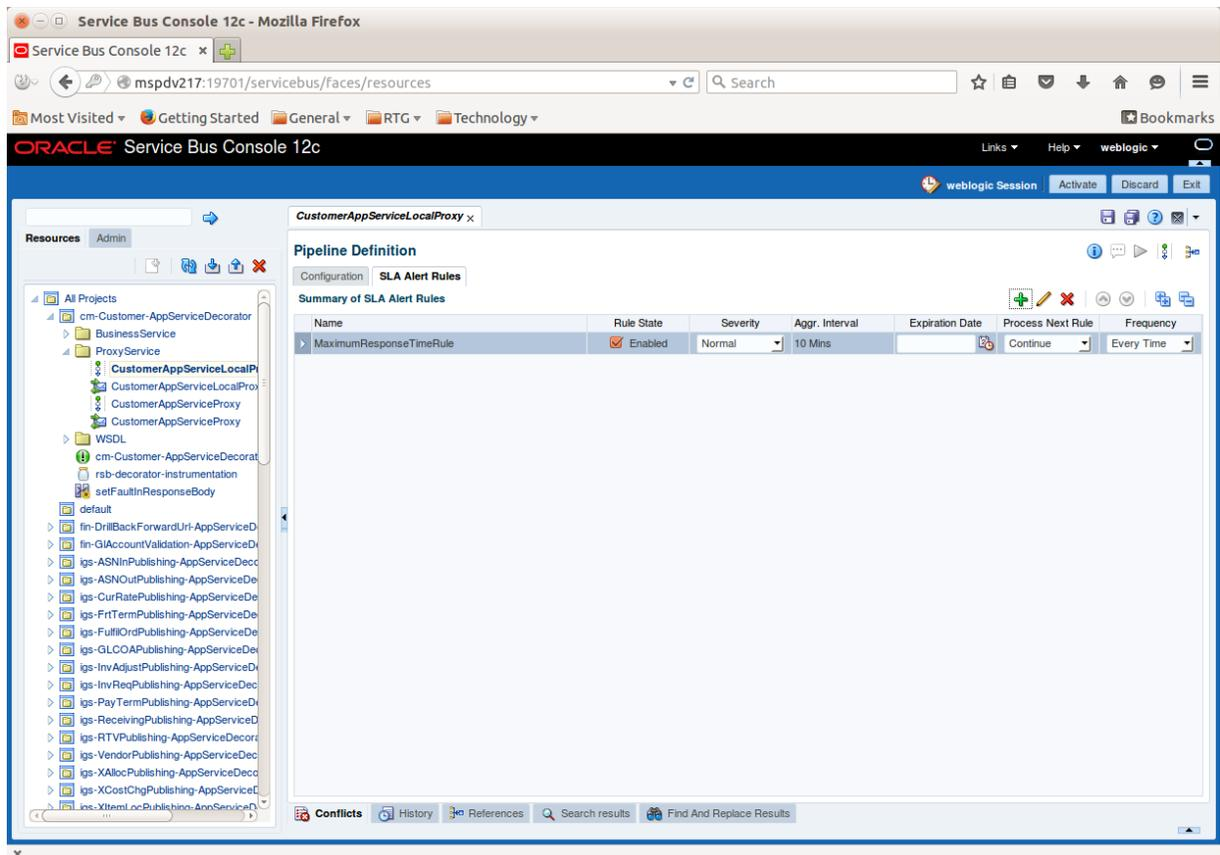 Service Bus Console 12c - Mozilla Firefox
Service Bus Console 12c ×
mspdv217:19701/servicebus/faces/resources
Search
Most Visited Getting Started General RTG Technology Bookmarks
ORACLE Service Bus Console 12c
Links Help weblogic
weblogic Session Activate Discard Exit
CustomerAppServiceLocalProxy ×
Resources Admin
Pipeline Definition
Configuration SLA Alert Rules
Summary of SLA Alert Rules
Name Rule State Severity Aggr. Interval Expiration Date Process Next Rule Frequency
MaximumResponseTimeRule Enabled Normal 10 Mins Continue Every Time
All Projects
cm-Customer-AppServiceDecorator
BusinessService
ProxyService
CustomerAppServiceLocalP
CustomerAppServiceLocalProx
CustomerAppServiceProxy
CustomerAppServiceProxy
WSDL
cm-Customer-AppServiceDecorat
rsb-decorator-instrumentation
setFaultInResponseBody
default
fin-DrillBackForwardUrl-AppServiceD
fin-GlAccountValidation-AppServiceD
igs-ASNInPublishing-AppServiceDec
igs-ASNOutPublishing-AppServiceDe
igs-CurRatePublishing-AppServiceDe
igs-FrtTermPublishing-AppServiceDe
igs-FulfilOrdPublishing-AppServiceDe
igs-GLCOAPublishing-AppServiceDe
igs-InvAdjustPublishing-AppServiceD
igs-InvReqPublishing-AppServiceDec
igs-PayTermPublishing-AppServiceD
igs-ReceivingPublishing-AppServiceD
igs-RTVPublishing-AppServiceDecora
igs-VendorPublishing-AppServiceDec
igs-XAllocPublishing-AppServiceDeco
igs-XCostChgPublishing-AppServiceD
igs-XItemLocPublishing-AppServiceD
Conflicts History References Search results Find And Replace Results